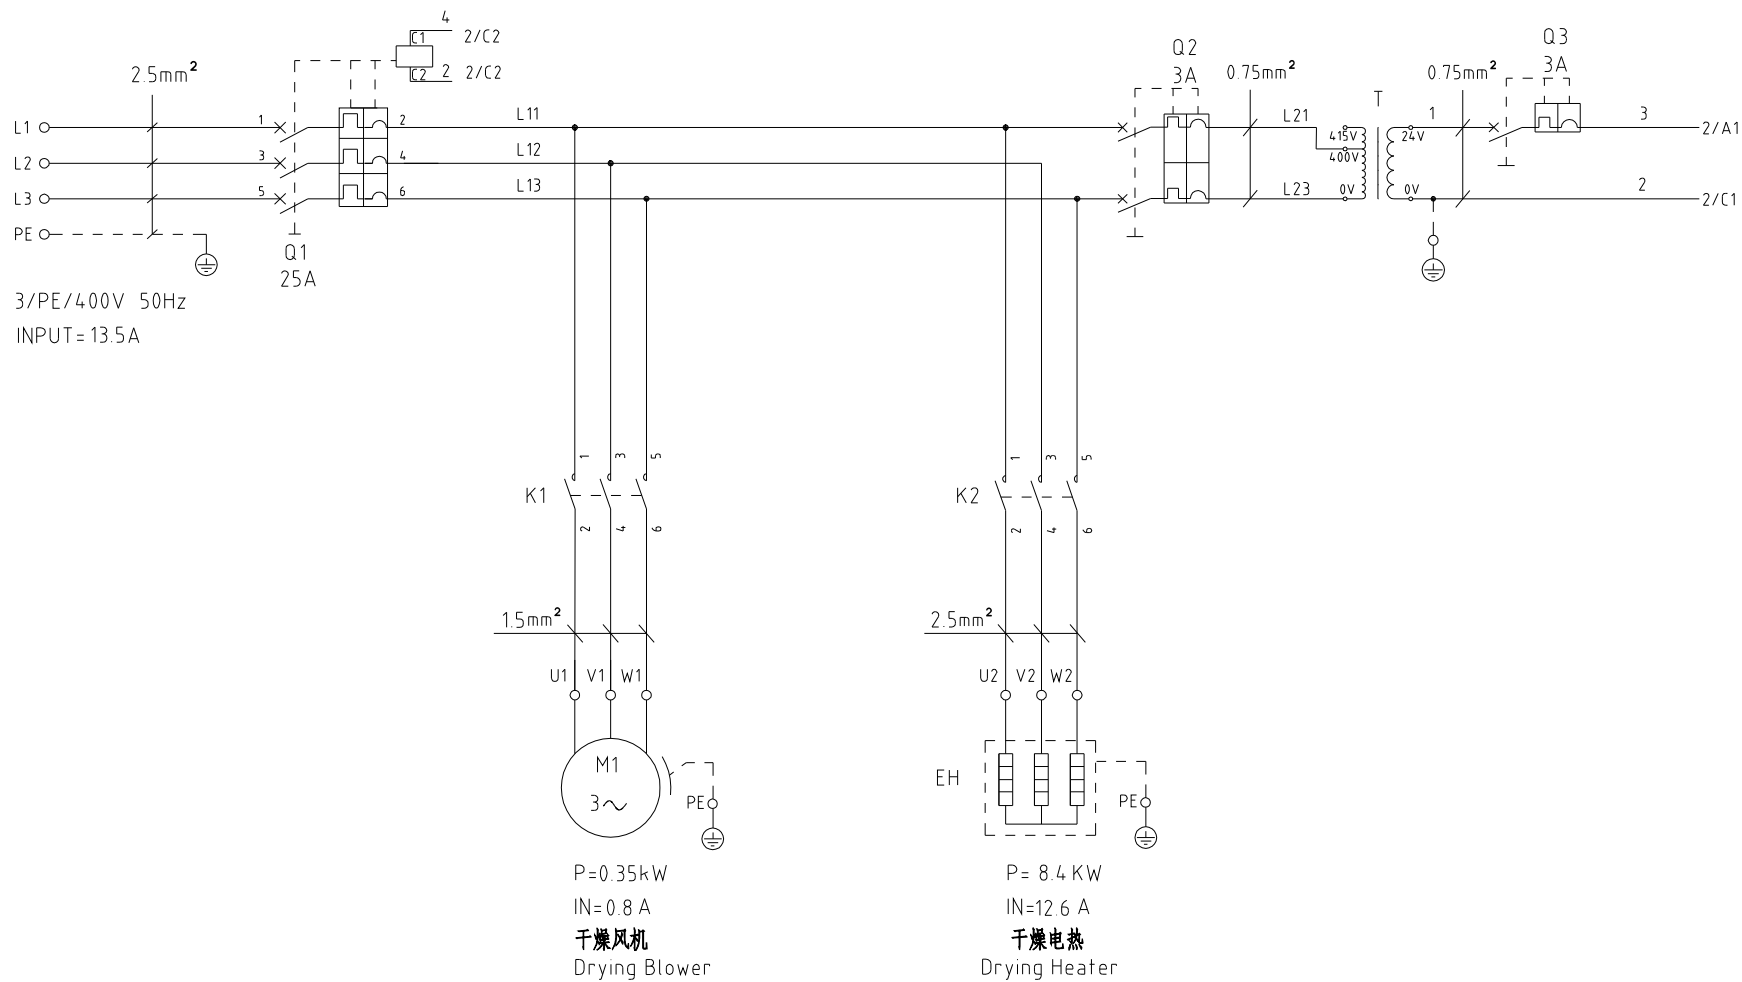 4
C1
2/C2
C2
2
2/C2
2.5mm²
Q2
3A
0.75mm²
0.75mm²
Q3
3A
T
L1
1
2
L11
L21
415V
24V
1
3
2/A1
L2
3
4
L12
400V
L3
5
6
L13
L23
0V
0V
2
2/C1
PE
Q1
25A
3/PE/400V 50Hz
INPUT=13.5A
1
3
5
K1
2
4
6
1
3
5
K2
2
4
6
1.5mm²
2.5mm²
U1
V1
W1
U2
V2
W2
M1
3～
PE
EH
PE
P=0.35kW
IN=0.8 A
干燥风机
Drying Blower
P= 8.4 KW
IN=12.6 A
干燥电热
Drying Heater